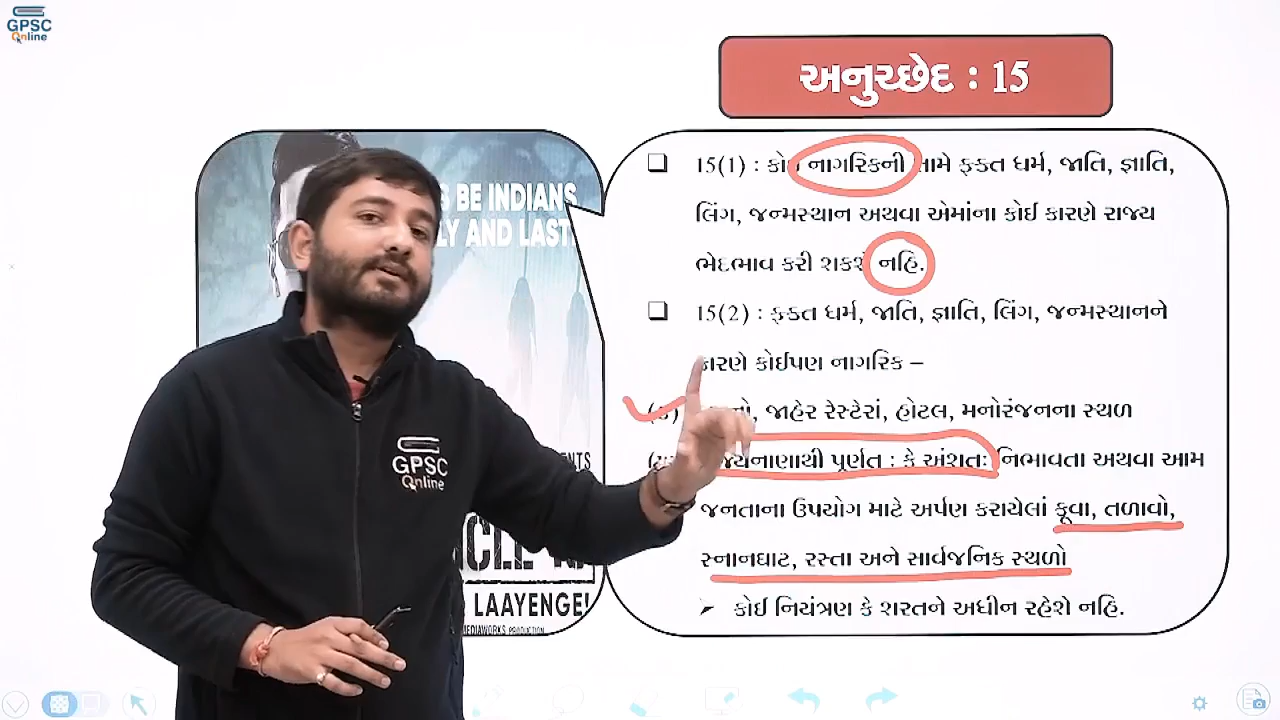 GPSC
Online
અનુચ્છેદ : 15
BE INDIANS
LY AND LAST.
15(1) : નાગરિકની સામે ફક્ત ધર્મ, જાતિ, જ્ઞાતિ,
લિંગ, જન્મસ્થાન અથવા એમાંના કોઈ કારણે રાજ્ય
ભેદભાવ કરી શકશે નહિ.
15(2) : ફક્ત ધર્મ, જાતિ, જ્ઞાતિ, લિંગ, જન્મસ્થાનને
કારણે કોઈપણ નાગરિક –
જાહેર રેસ્ટોરાં, હોટલ, મનોરંજનના સ્થળ
પૂર્ણત : કે અંશતઃ નિભાવતા અથવા આમ
જનતાના ઉપયોગ માટે અર્પણ કરાયેલાં કૂવા, તળાવો,
સ્નાનઘાટ, રસ્તા અને સાર્વજનિક સ્થળો
➢ કોઈ નિયંત્રણ કે શરતને અધીન રહેશે નહિ.
GPSC
Online
LAAYENGE!
MEDIAWORKS PRODUCTION